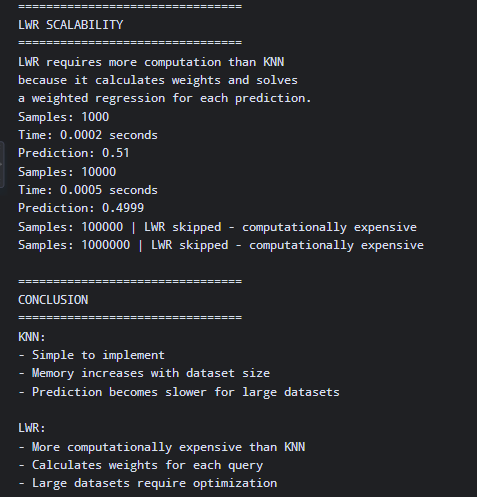 ================================
LWR SCALABILITY
================================
LWR requires more computation than KNN
because it calculates weights and solves
a weighted regression for each prediction.
Samples: 1000
Time: 0.0002 seconds
Prediction: 0.51
Samples: 10000
Time: 0.0005 seconds
Prediction: 0.4999
Samples: 100000 | LWR skipped - computationally expensive
Samples: 1000000 | LWR skipped - computationally expensive
================================
CONCLUSION
================================
KNN:
- Simple to implement
- Memory increases with dataset size
- Prediction becomes slower for large datasets
LWR:
- More computationally expensive than KNN
- Calculates weights for each query
- Large datasets require optimization